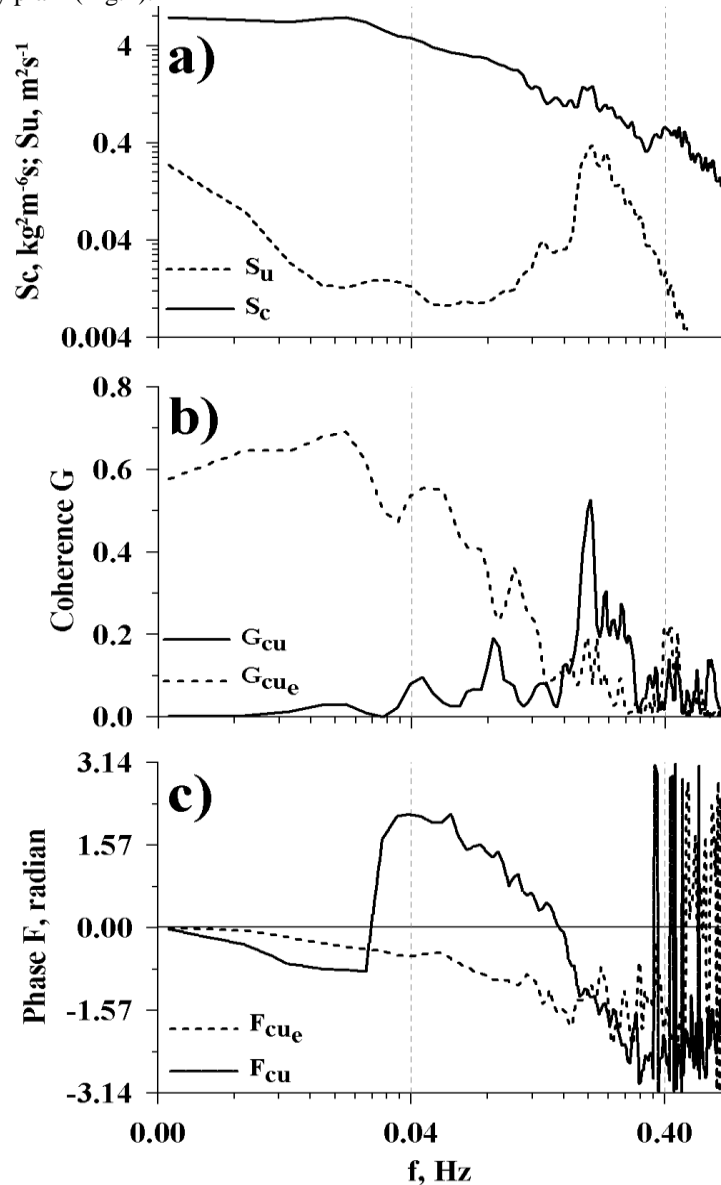 a)
Sc, kg²m⁻⁶s; Su, m²s⁻¹
4
0.4
0.04
0.004
Su
Sc
b)
Coherence G
0.8
0.6
0.4
0.2
0.0
Gcu
Gcue
c)
Phase F, radian
3.14
1.57
0.00
-1.57
-3.14
Fcue
Fcu
0.00 0.04 0.40
f, Hz